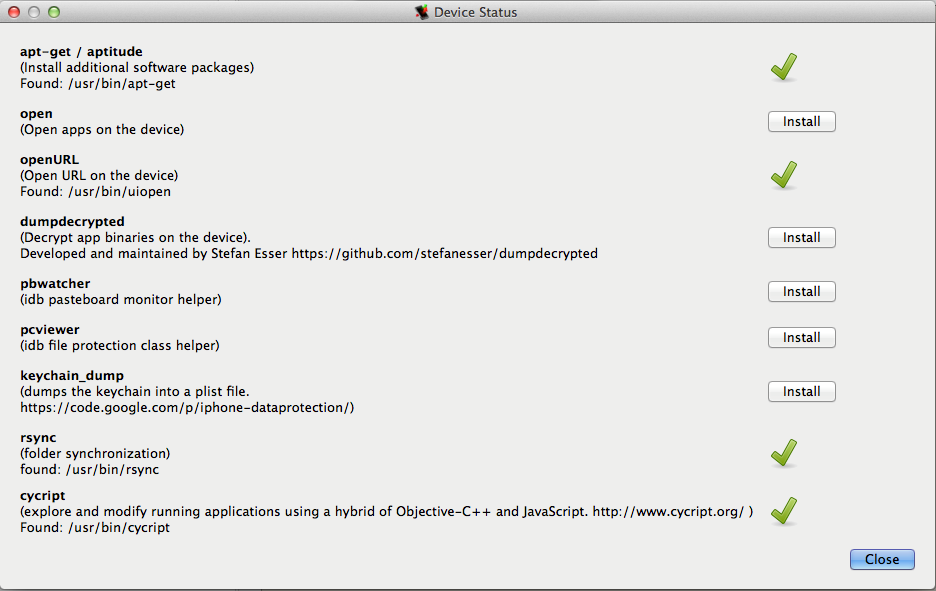 Device Status
apt-get / aptitude
(Install additional software packages)
Found: /usr/bin/apt-get
open
(Open apps on the device)
Install
openURL
(Open URL on the device)
Found: /usr/bin/uiopen
dumpdecrypted
(Decrypt app binaries on the device).
Developed and maintained by Stefan Esser https://github.com/stefanesser/dumpdecrypted
Install
pbwatcher
(idb pasteboard monitor helper)
Install
pcviewer
(idb file protection class helper)
Install
keychain_dump
(dumps the keychain into a plist file.
https://code.google.com/p/iphone-dataprotection/)
Install
rsync
(folder synchronization)
found: /usr/bin/rsync
cycript
(explore and modify running applications using a hybrid of Objective-C++ and JavaScript. http://www.cycript.org/ )
Found: /usr/bin/cycript
Close